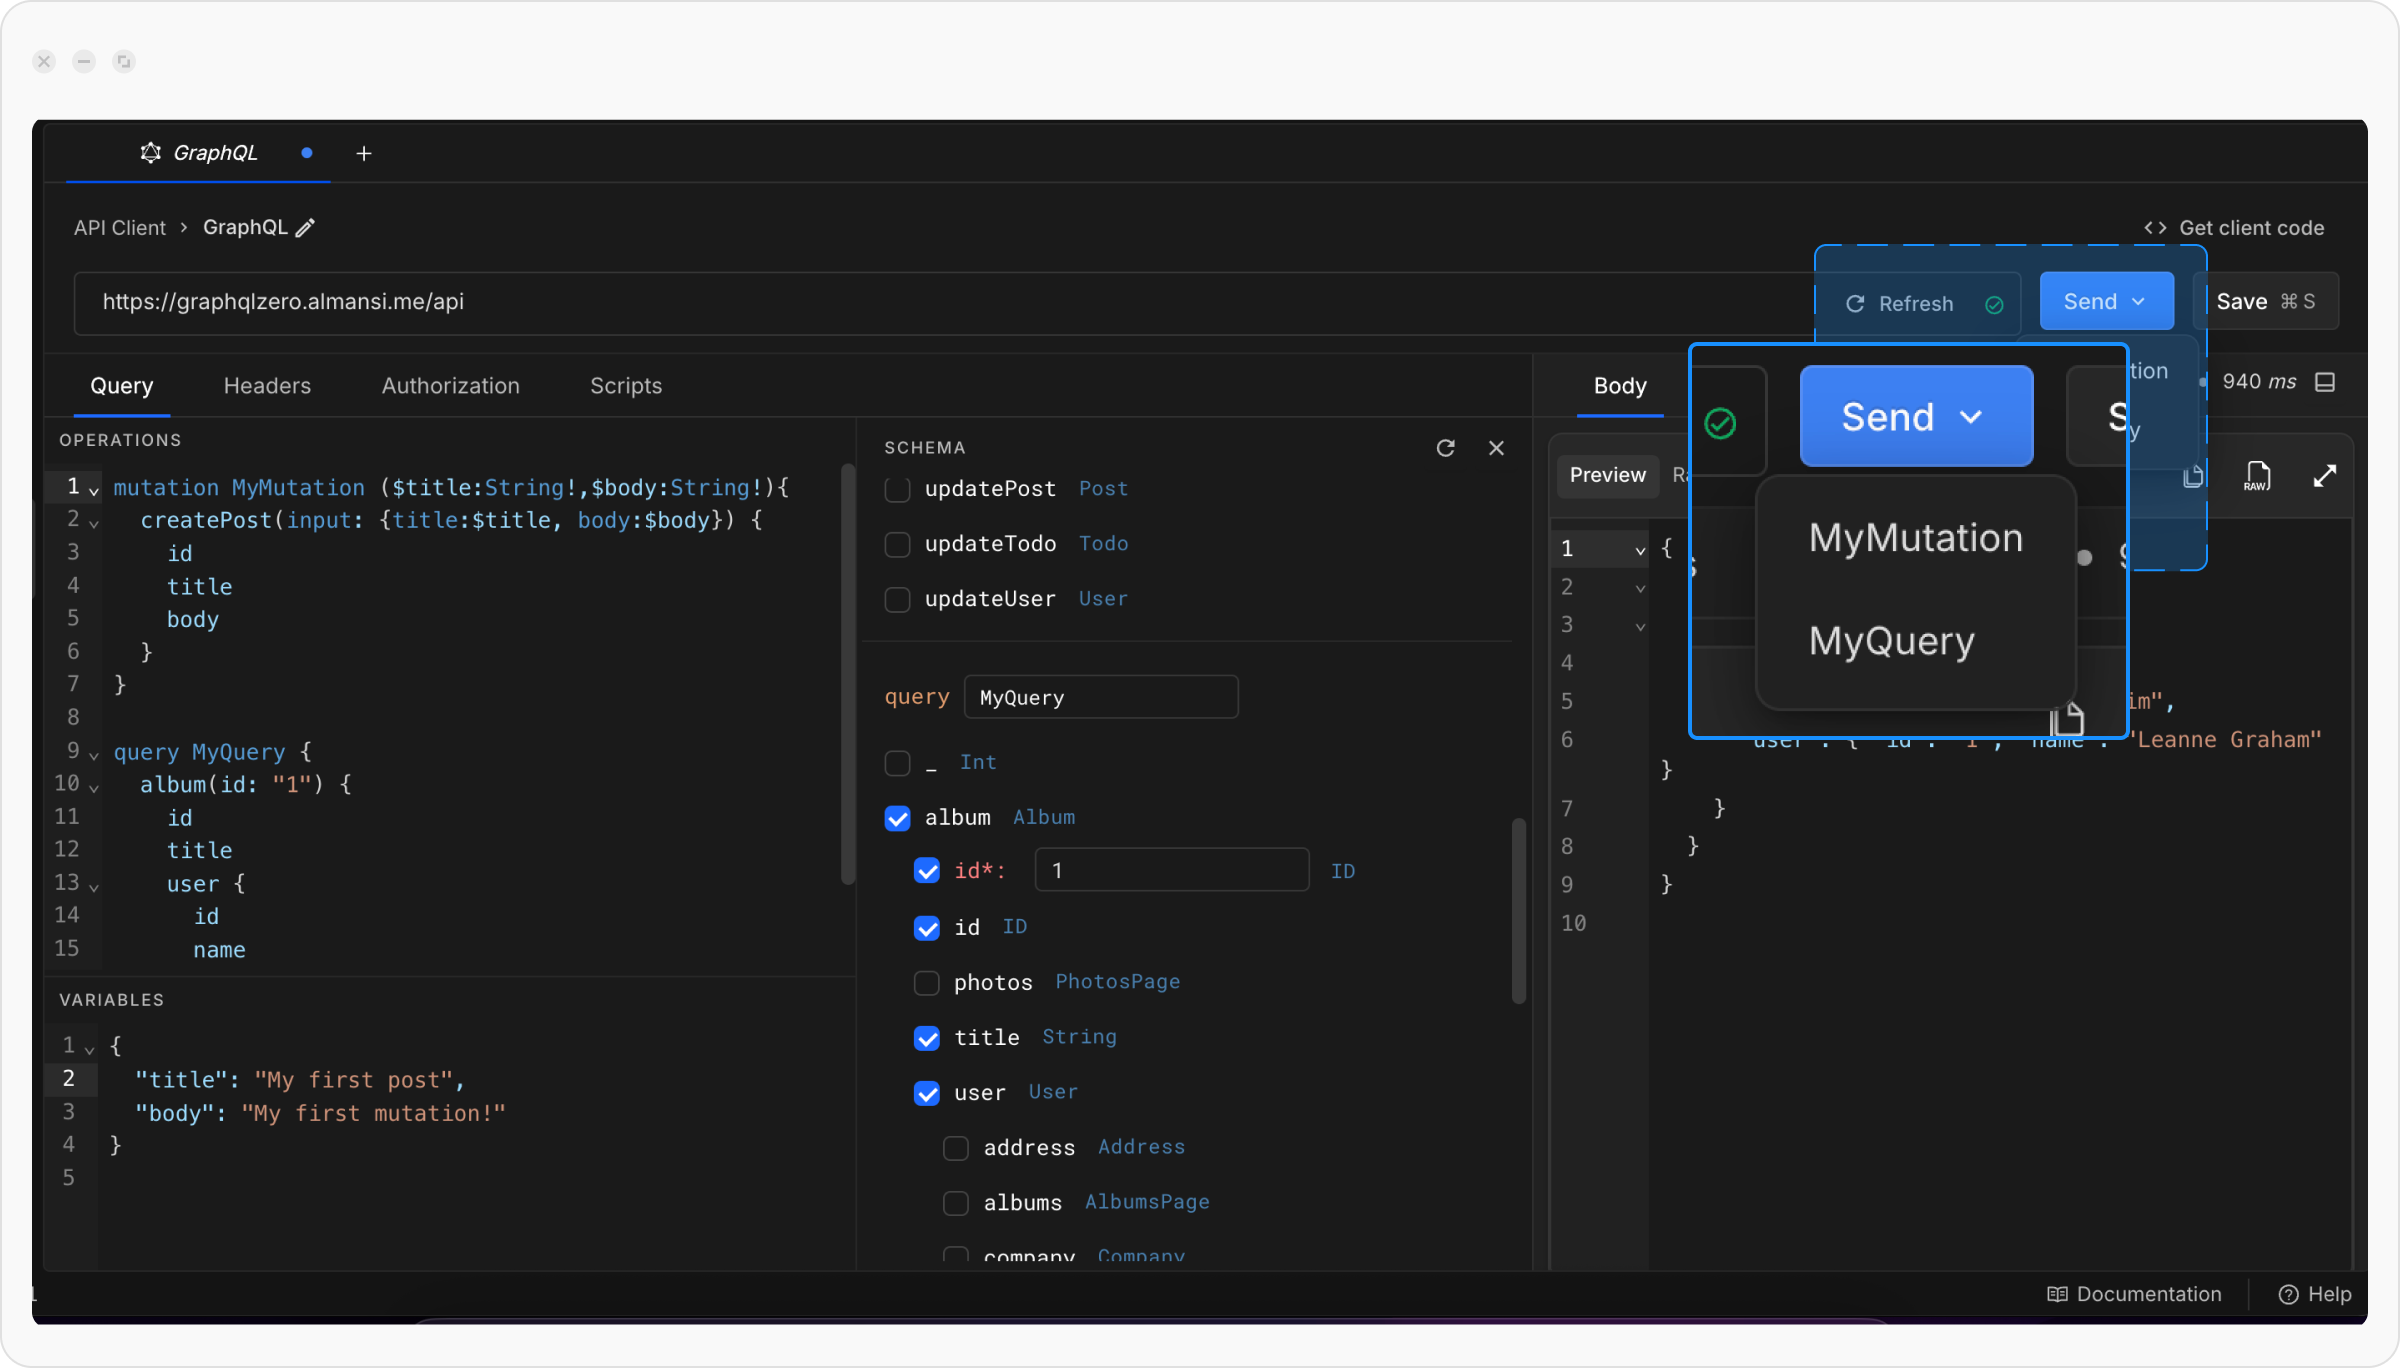 GraphQL
API Client › GraphQL
<> Get client code
https://graphqlzero.almansi.me/api
Refresh
Send
Save ⌘ S
Query
Headers
Authorization
Scripts
Body
940 ms
OPERATIONS
1 mutation MyMutation ($title:String!,$body:String!){
2 createPost(input: {title:$title, body:$body}) {
3 id
4 title
5 body
6 }
7 }
8
9 query MyQuery {
10 album(id: "1") {
11 id
12 title
13 user {
14 id
15 name
VARIABLES
1 {
2 "title": "My first post",
3 "body": "My first mutation!"
4 }
5
SCHEMA
updatePost Post
updateTodo Todo
updateUser User
query MyQuery
_ Int
album Album
id*: 1 ID
id ID
photos PhotosPage
title String
user User
address Address
albums AlbumsPage
company Company
Preview
RAW
Send
MyMutation
MyQuery
1 {
2
3
4
5 im",
6 "Leanne Graham"
}
7 }
8 }
9 }
10
Documentation
Help